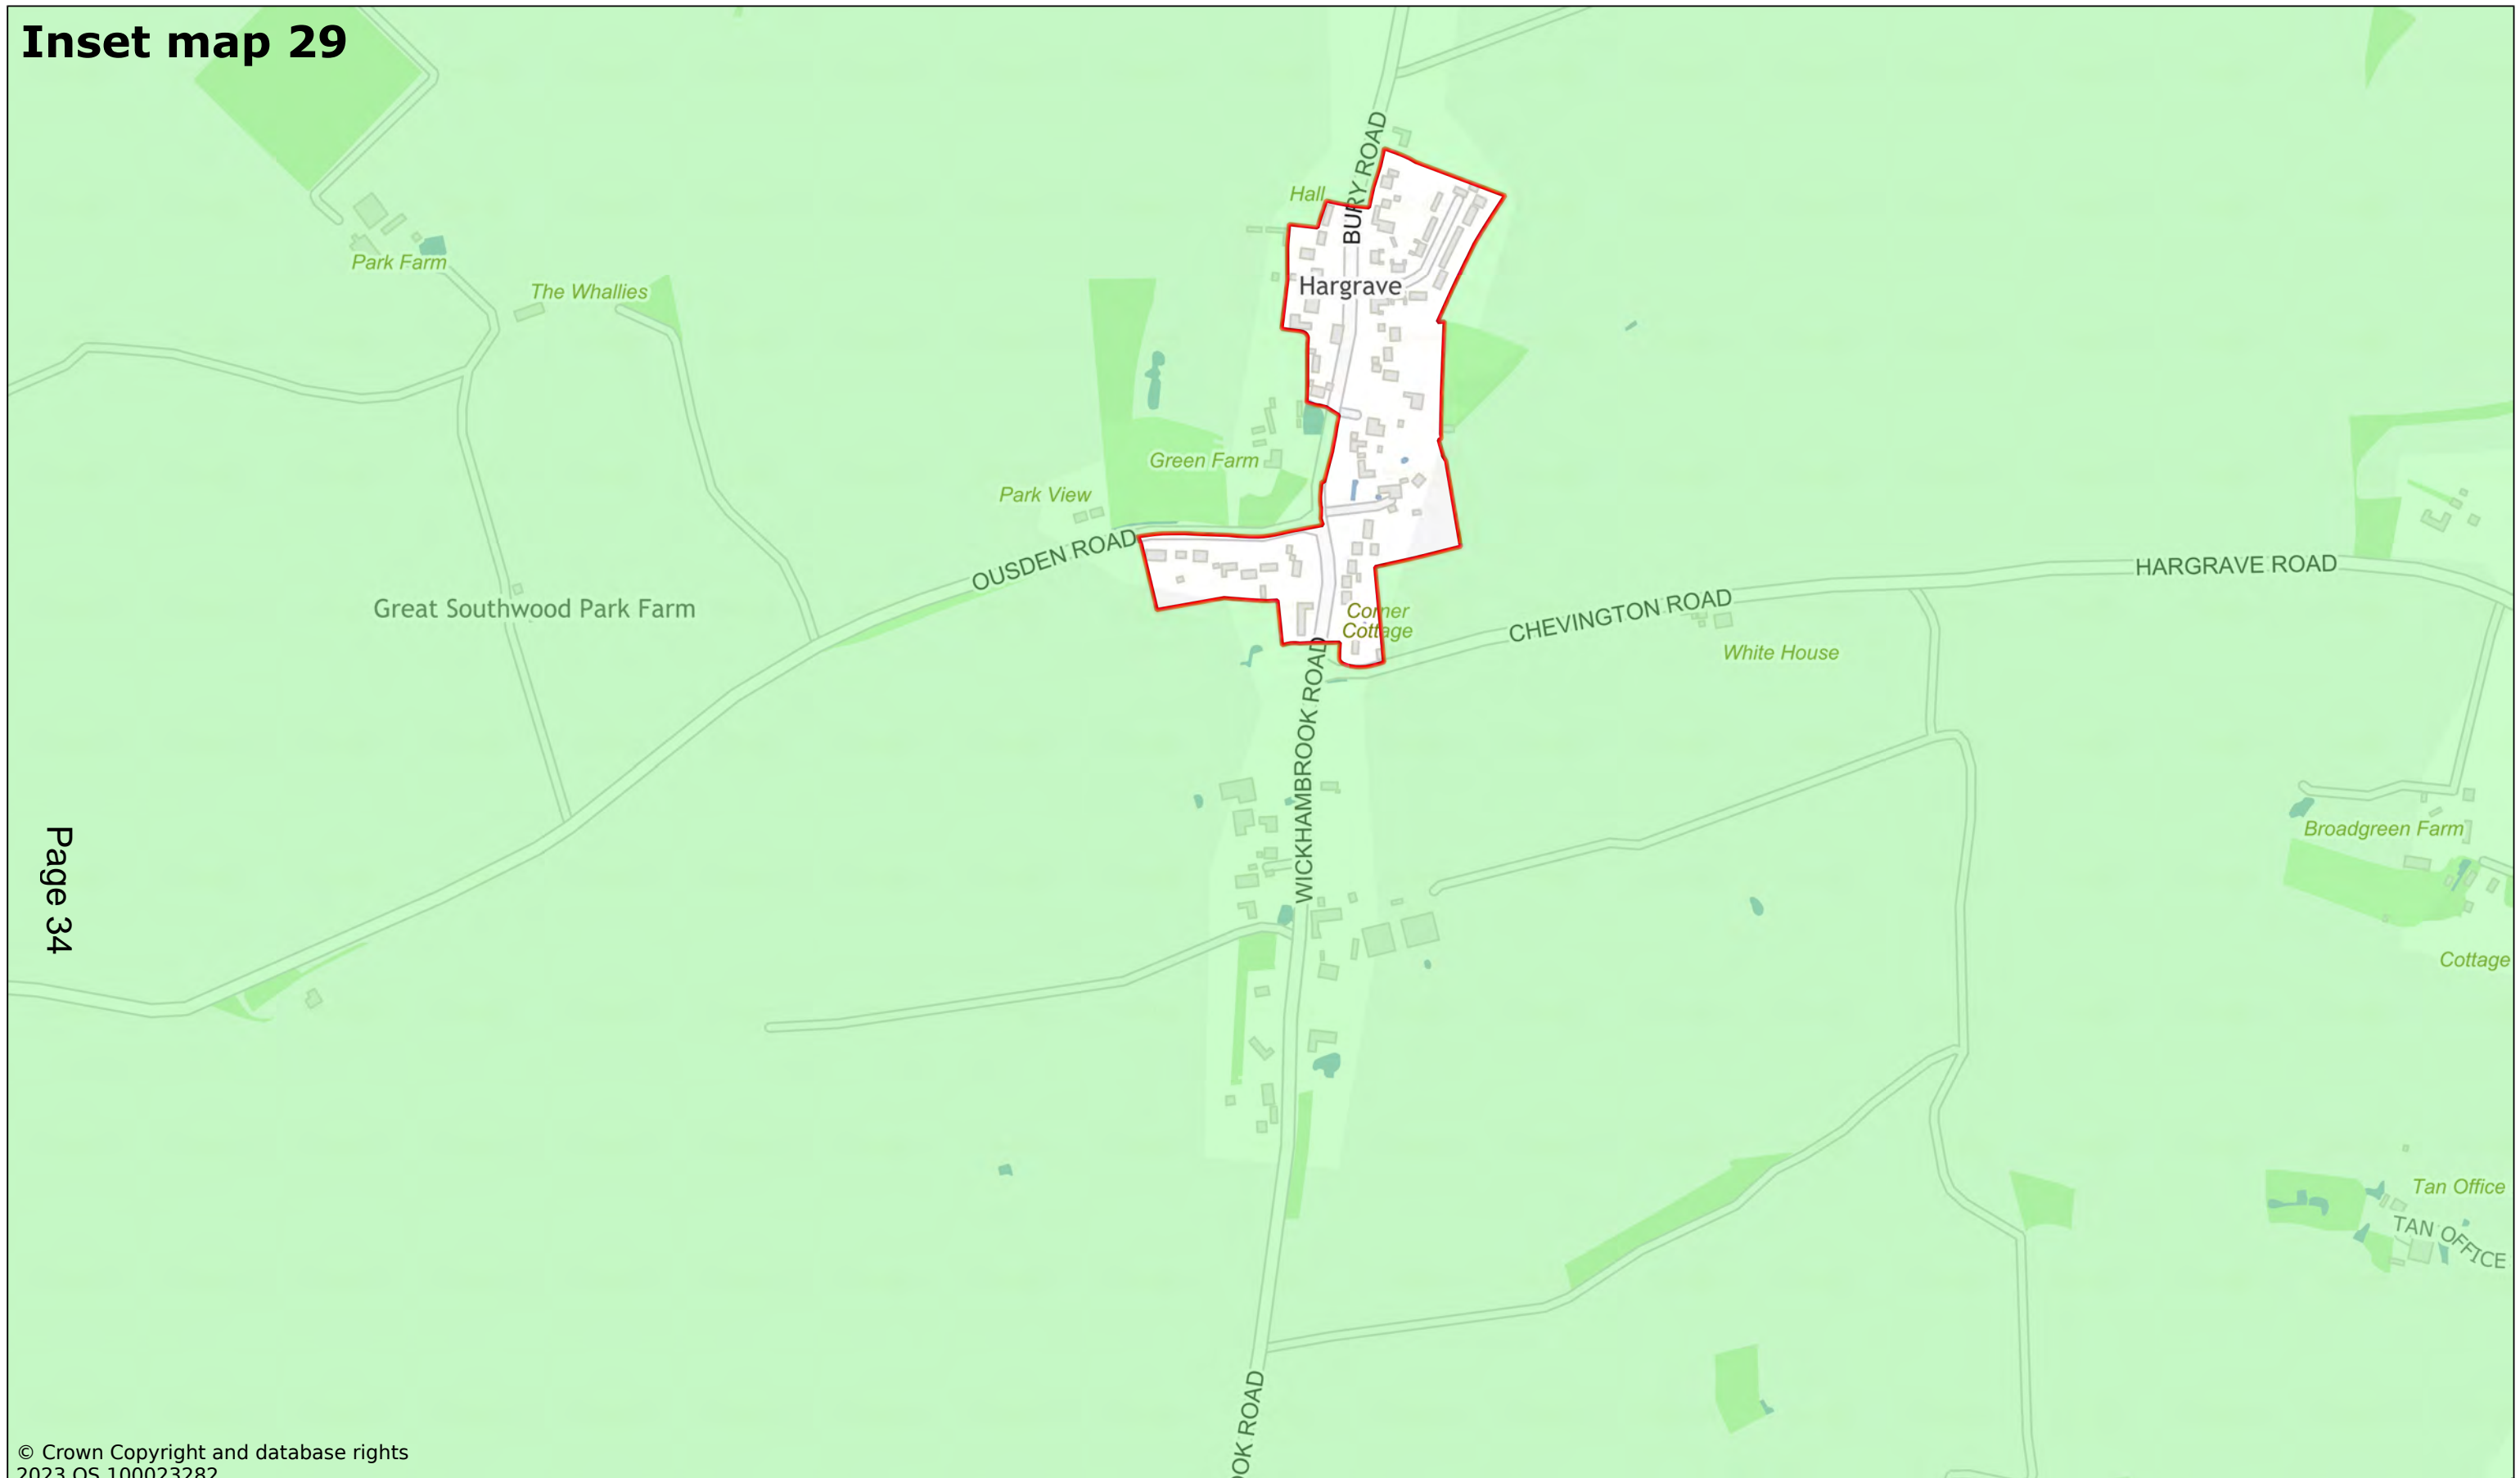 Inset map 29
BURY ROAD
Hall
Park Farm
The Whallies
Hargrave
Green Farm
Park View
OUSDEN ROAD
HARGRAVE ROAD
Great Southwood Park Farm
Corner
Cottage
CHEVINGTON ROAD
White House
WICKHAMBROOK ROAD
Broadgreen Farm
Page 34
Cottage
Tan Office
TAN OFFICE
OOK ROAD
© Crown Copyright and database rights
2023 OS 100023282